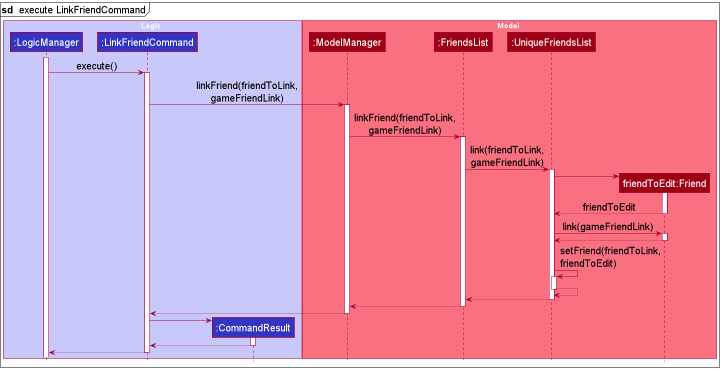 sd execute LinkFriendCommand
Logic
Model
:LogicManager
:LinkFriendCommand
:ModelManager
:FriendsList
:UniqueFriendsList
execute()
linkFriend(friendToLink,
gameFriendLink)
linkFriend(friendToLink,
gameFriendLink)
link(friendToLink,
gameFriendLink)
friendToEdit:Friend
friendToEdit
link(gameFriendLink)
setFriend(friendToLink,
friendToEdit)
:CommandResult